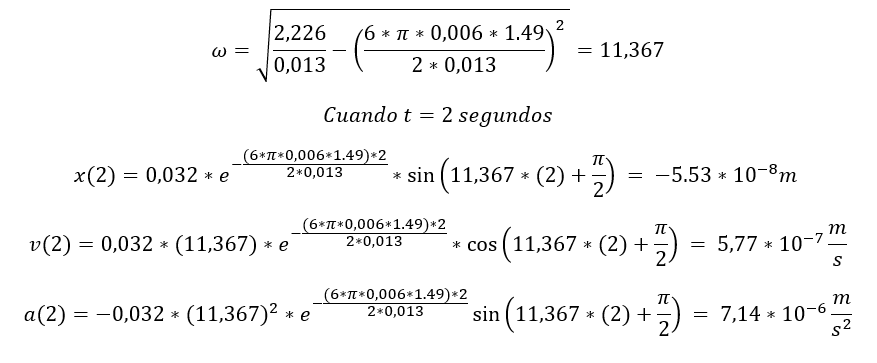 ω = √(2,226/0,013 − (6 * π * 0,006 * 1.49/2 * 0,013)²) = 11,367
Cuando t = 2 segundos
x(2) = 0,032 * e^(−(6*π*0,006*1.49)*2/2*0,013) * sin(11,367 * (2) + π/2) = −5.53 * 10⁻⁸m
v(2) = 0,032 * (11,367) * e^(−(6*π*0,006*1.49)*2/2*0,013) * cos(11,367 * (2) + π/2) = 5,77 * 10⁻⁷ m/s
a(2) = −0,032 * (11,367)² * e^(−(6*π*0,006*1.49)*2/2*0,013) sin(11,367 * (2) + π/2) = 7,14 * 10⁻⁶ m/s²